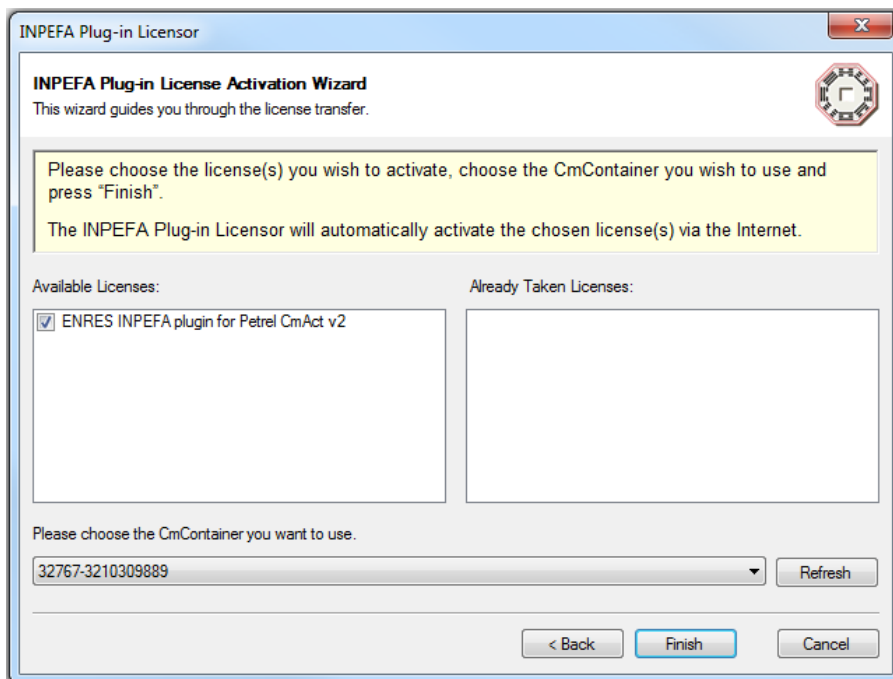 INPEFA Plug-in Licensor
INPEFA Plug-in License Activation Wizard
This wizard guides you through the license transfer.
Please choose the license(s) you wish to activate, choose the CmContainer you wish to use and
press “Finish”.
The INPEFA Plug-in Licensor will automatically activate the chosen license(s) via the Internet.
Available Licenses:
Already Taken Licenses:
ENRES INPEFA plugin for Petrel CmAct v2
Please choose the CmContainer you want to use.
32767-3210309889
Refresh
< Back
Finish
Cancel